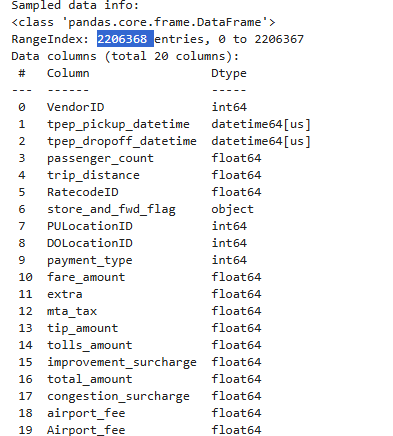 Sampled data info:
<class 'pandas.core.frame.DataFrame'>
RangeIndex: 2206368 entries, 0 to 2206367
Data columns (total 20 columns):
 #   Column                 Dtype
---  ------                 -----
 0   VendorID               int64
 1   tpep_pickup_datetime   datetime64[us]
 2   tpep_dropoff_datetime  datetime64[us]
 3   passenger_count        float64
 4   trip_distance          float64
 5   RatecodeID             float64
 6   store_and_fwd_flag     object
 7   PULocationID           int64
 8   DOLocationID           int64
 9   payment_type           int64
 10  fare_amount            float64
 11  extra                  float64
 12  mta_tax                float64
 13  tip_amount             float64
 14  tolls_amount           float64
 15  improvement_surcharge  float64
 16  total_amount           float64
 17  congestion_surcharge   float64
 18  airport_fee            float64
 19  Airport_fee            float64